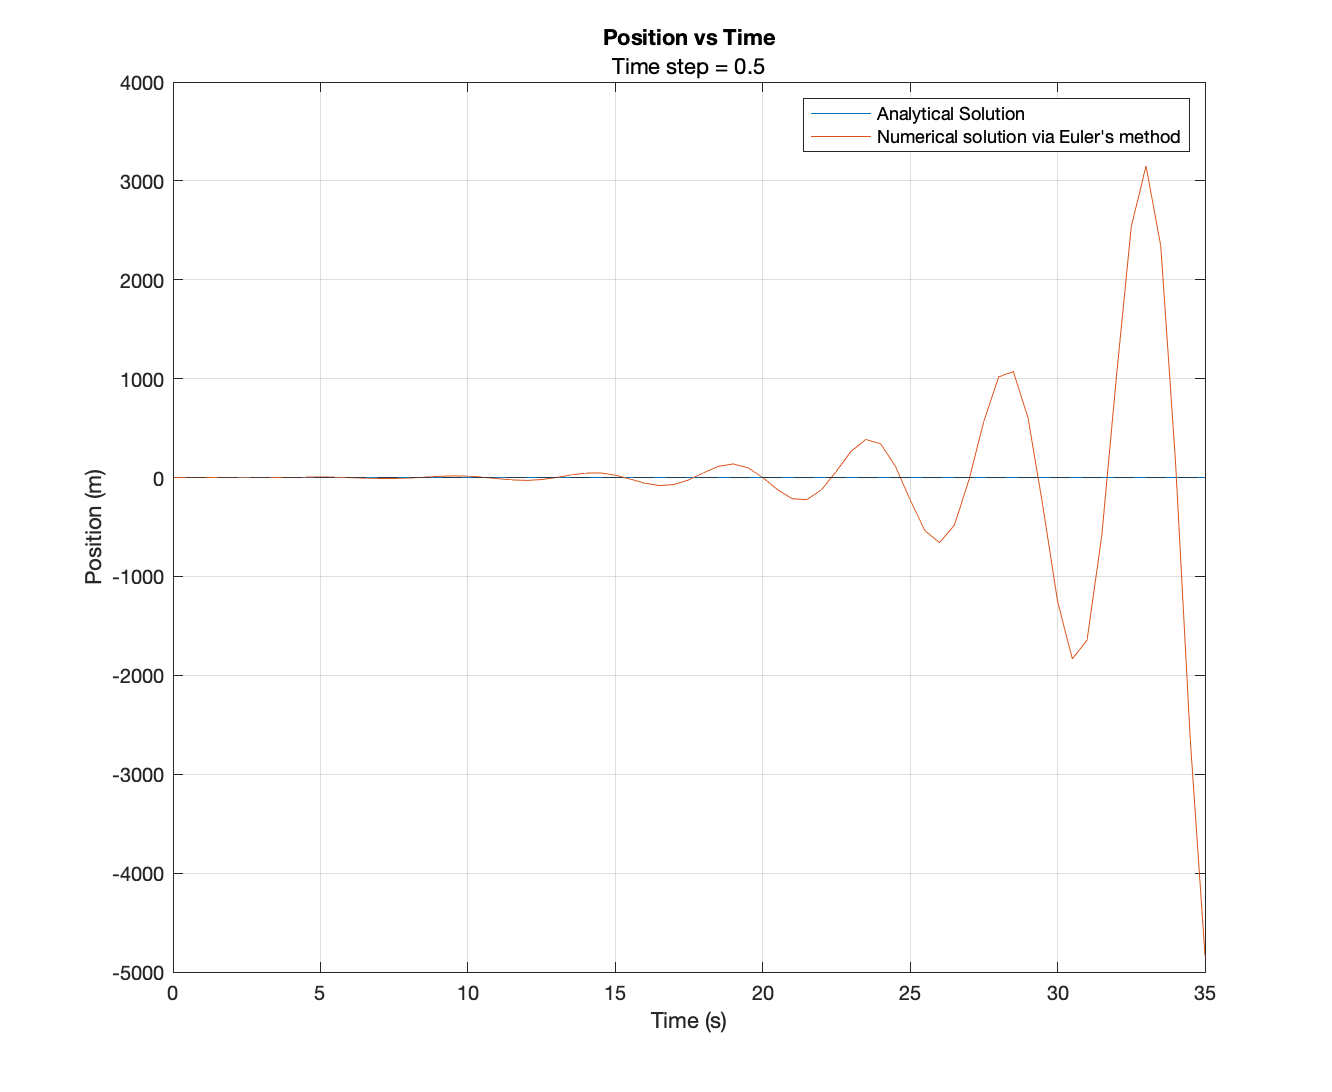 Position vs Time
Time step = 0.5
Analytical Solution
Numerical solution via Euler's method
4000
3000
2000
1000
0
-1000
-2000
-3000
-4000
-5000
Position (m)
0 5 10 15 20 25 30 35
Time (s)